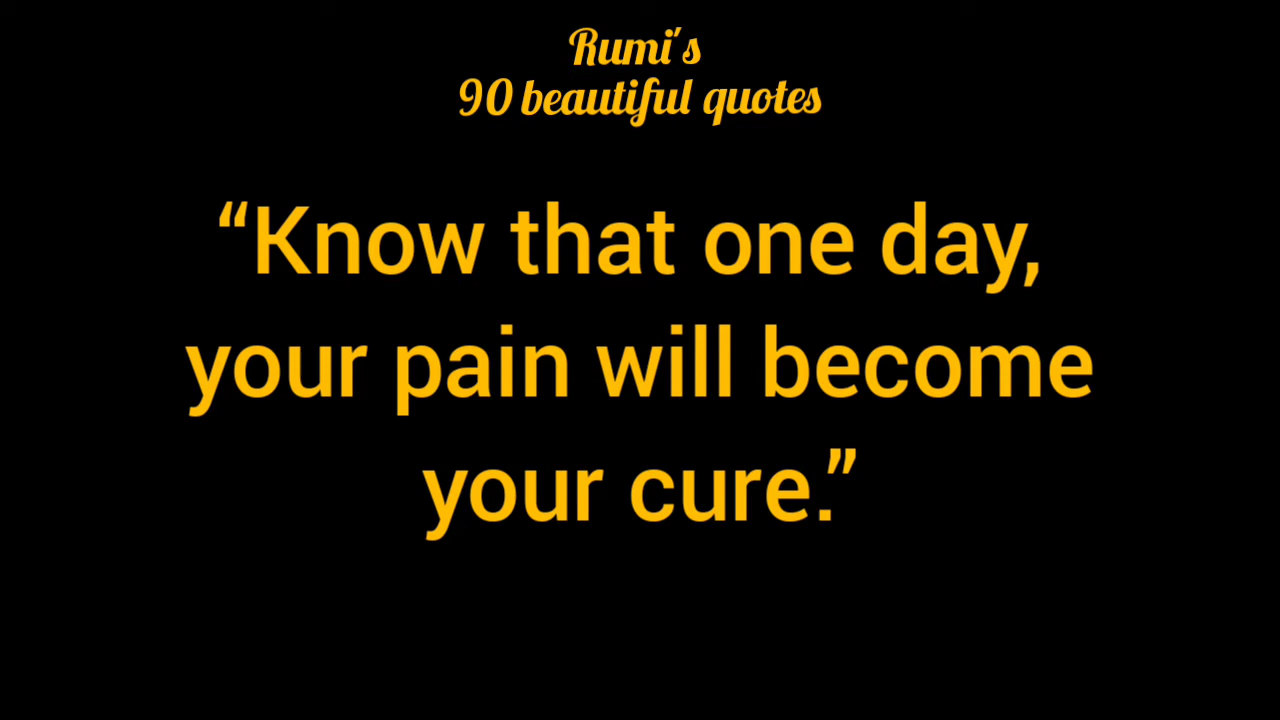 Rumi's
90 beautiful quotes
“Know that one day,
your pain will become
your cure.”